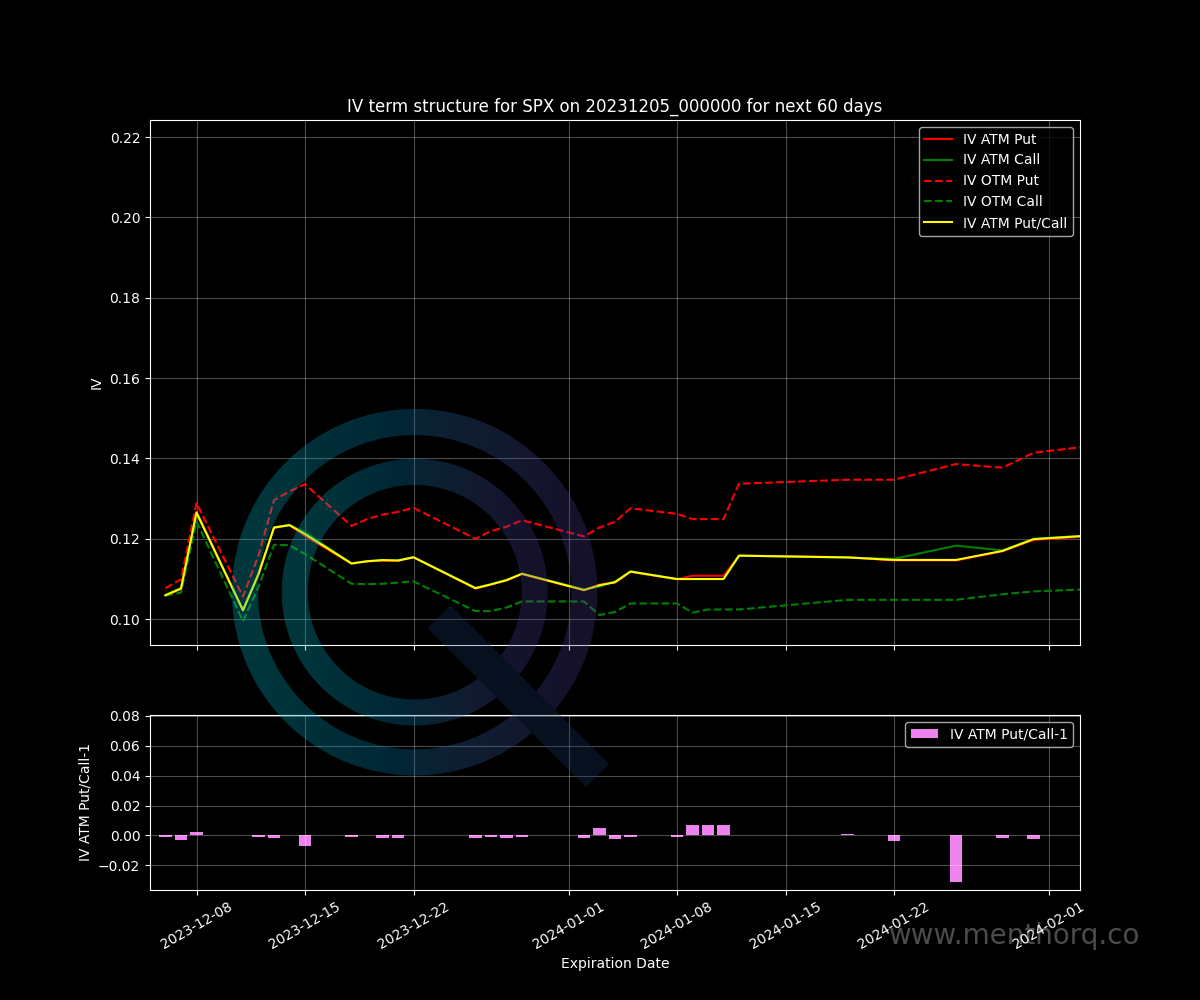 IV term structure for SPX on 20231205_000000 for next 60 days
IV ATM Put
IV ATM Call
IV OTM Put
IV OTM Call
IV ATM Put/Call
0.22
0.20
0.18
0.16
0.14
0.12
0.10
IV
0.08
0.06
0.04
0.02
0.00
−0.02
IV ATM Put/Call-1
IV ATM Put/Call-1
2023-12-08
2023-12-15
2023-12-22
2024-01-01
2024-01-08
2024-01-15
2024-01-22
2024-02-01
www.menthorq.co
Expiration Date